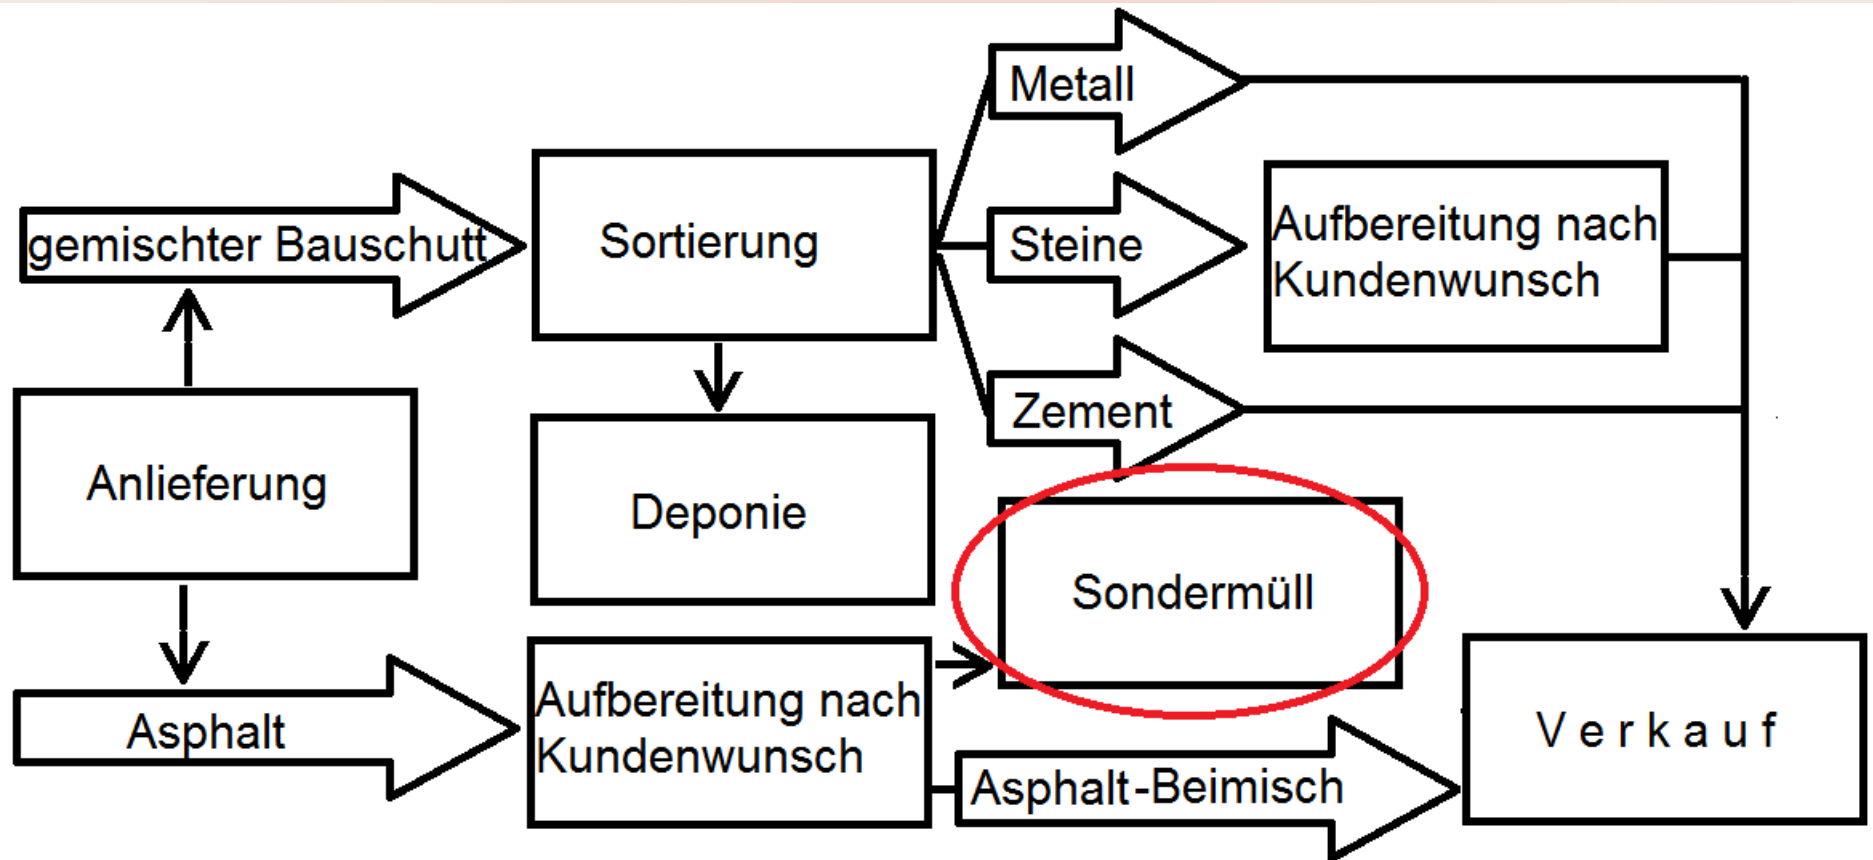 Metall
gemischter Bauschutt
Sortierung
Steine
Aufbereitung nach
Kundenwunsch
Zement
Anlieferung
Deponie
Sondermüll
Asphalt
Aufbereitung nach
Kundenwunsch
Asphalt-Beimisch
Verkauf